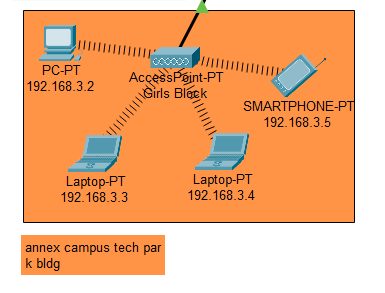 PC-PT
192.168.3.2
AccessPoint-PT
Girls Block
SMARTPHONE-PT
192.168.3.5
Laptop-PT
192.168.3.3
Laptop-PT
192.168.3.4
annex campus tech par
k bldg